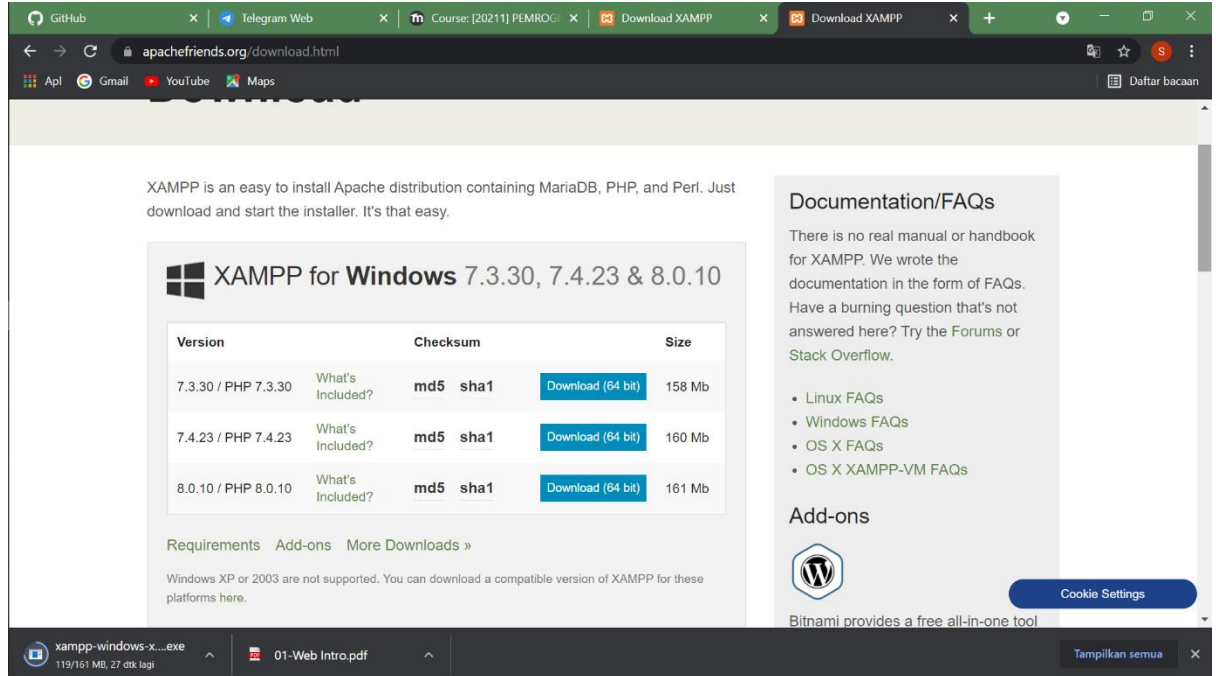 GitHub
Telegram Web
Course: [20211] PEMROG
Download XAMPP
Download XAMPP
apachefriends.org/download.html
S
Apl
Gmail
YouTube
Maps
Daftar bacaan
Download
XAMPP is an easy to install Apache distribution containing MariaDB, PHP, and Perl. Just
download and start the installer. It's that easy.
XAMPP for Windows 7.3.30, 7.4.23 & 8.0.10
Version Checksum Size
7.3.30 / PHP 7.3.30 What's Included? md5 sha1 Download (64 bit) 158 Mb
7.4.23 / PHP 7.4.23 What's Included? md5 sha1 Download (64 bit) 160 Mb
8.0.10 / PHP 8.0.10 What's Included? md5 sha1 Download (64 bit) 161 Mb
Requirements Add-ons More Downloads »
Windows XP or 2003 are not supported. You can download a compatible version of XAMPP for these
platforms here.
Documentation/FAQs
There is no real manual or handbook
for XAMPP. We wrote the
documentation in the form of FAQs.
Have a burning question that's not
answered here? Try the Forums or
Stack Overflow.
• Linux FAQs
• Windows FAQs
• OS X FAQs
• OS X XAMPP-VM FAQs
Add-ons
Bitnami provides a free all-in-one tool
Cookie Settings
xampp-windows-x....exe
119/161 MB, 27 dtk lagi
01-Web Intro.pdf
Tampilkan semua